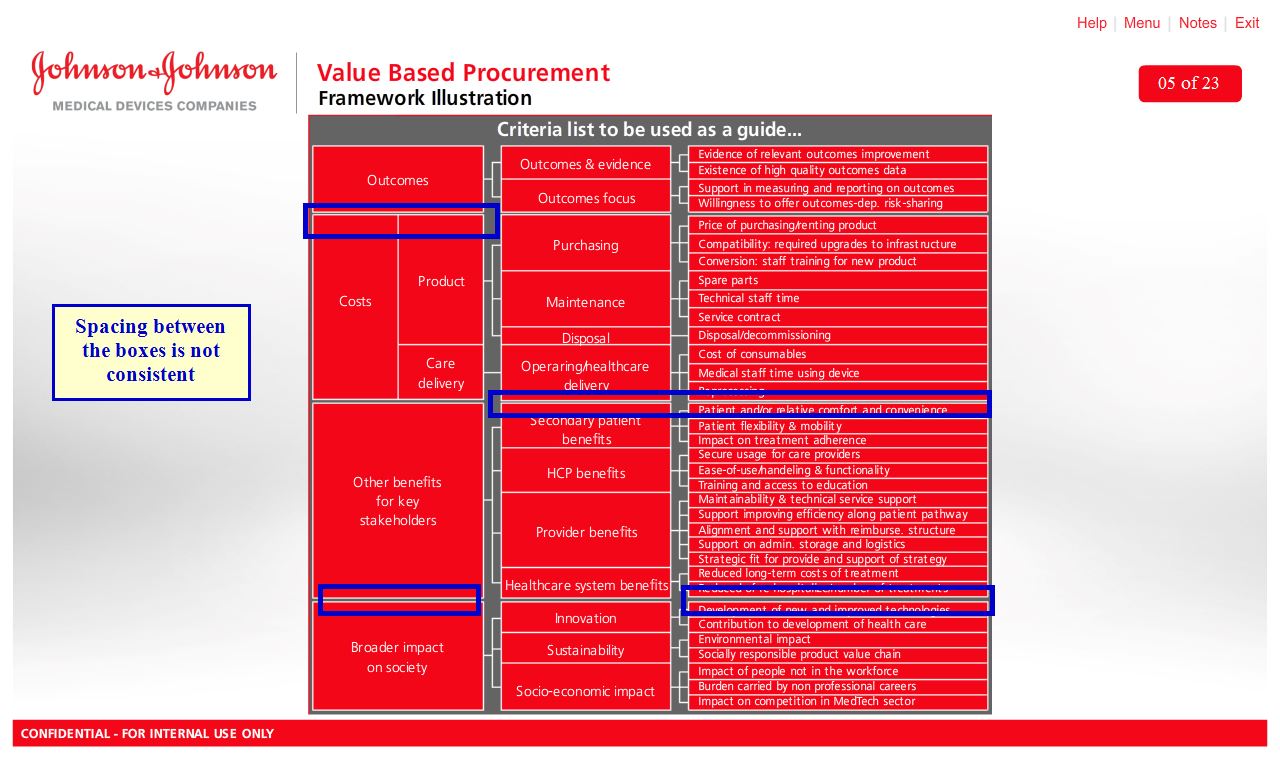 Help | Menu | Notes | Exit
Johnson & Johnson
MEDICAL DEVICES COMPANIES
Value Based Procurement
Framework Illustration
05 of 23
Criteria list to be used as a guide...
Outcomes
Outcomes & evidence
Evidence of relevant outcomes improvement
Existence of high quality outcomes data
Outcomes focus
Support in measuring and reporting on outcomes
Willingness to offer outcomes-dep. risk-sharing
Costs
Product
Purchasing
Price of purchasing/renting product
Compatibility: required upgrades to infrastructure
Conversion: staff training for new product
Maintenance
Spare parts
Technical staff time
Service contract
Disposal
Disposal/decommissioning
Care
delivery
Operaring/healthcare
delivery
Cost of consumables
Medical staff time using device
Reprocessing
Other benefits
for key
stakeholders
Secondary patient
benefits
Patient and/or relative comfort and convenience
Patient flexibility & mobility
Impact on treatment adherence
HCP benefits
Secure usage for care providers
Ease-of-use/handeling & functionality
Training and access to education
Provider benefits
Maintainability & technical service support
Support improving efficiency along patient pathway
Alignment and support with reimburse. structure
Support on admin. storage and logistics
Strategic fit for provide and support of strategy
Healthcare system benefits
Reduced long-term costs of treatment
Reduced of re-hospitalize/number of treatments
Broader impact
on society
Innovation
Development of new and improved technologies
Contribution to development of health care
Sustainability
Environmental impact
Socially responsible product value chain
Socio-economic impact
Impact of people not in the workforce
Burden carried by non professional careers
Impact on competition in MedTech sector
Spacing between
the boxes is not
consistent
CONFIDENTIAL - FOR INTERNAL USE ONLY